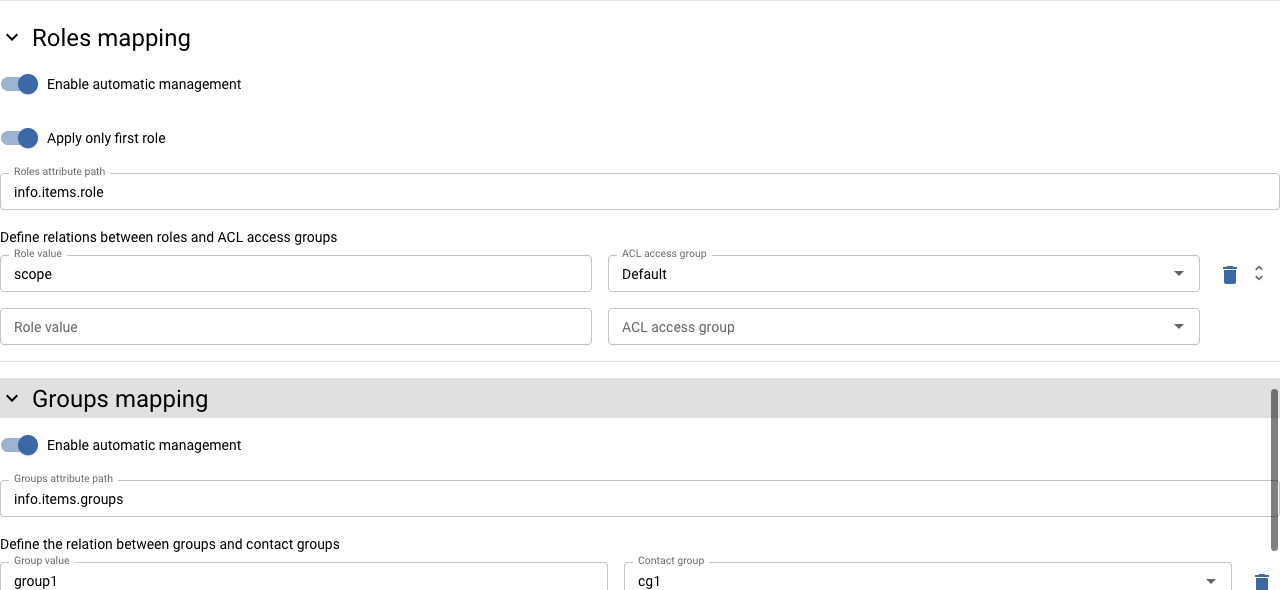 Roles mapping
Enable automatic management
Apply only first role
Roles attribute path
info.items.role
Define relations between roles and ACL access groups
Role value
ACL access group
scope
Default
Role value
ACL access group
Groups mapping
Enable automatic management
Groups attribute path
info.items.groups
Define the relation between groups and contact groups
Group value
Contact group
group1
cg1